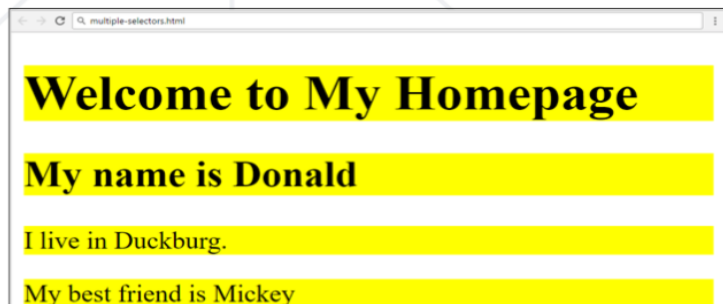 multiple-selectors.html
Welcome to My Homepage
My name is Donald
I live in Duckburg.
My best friend is Mickey